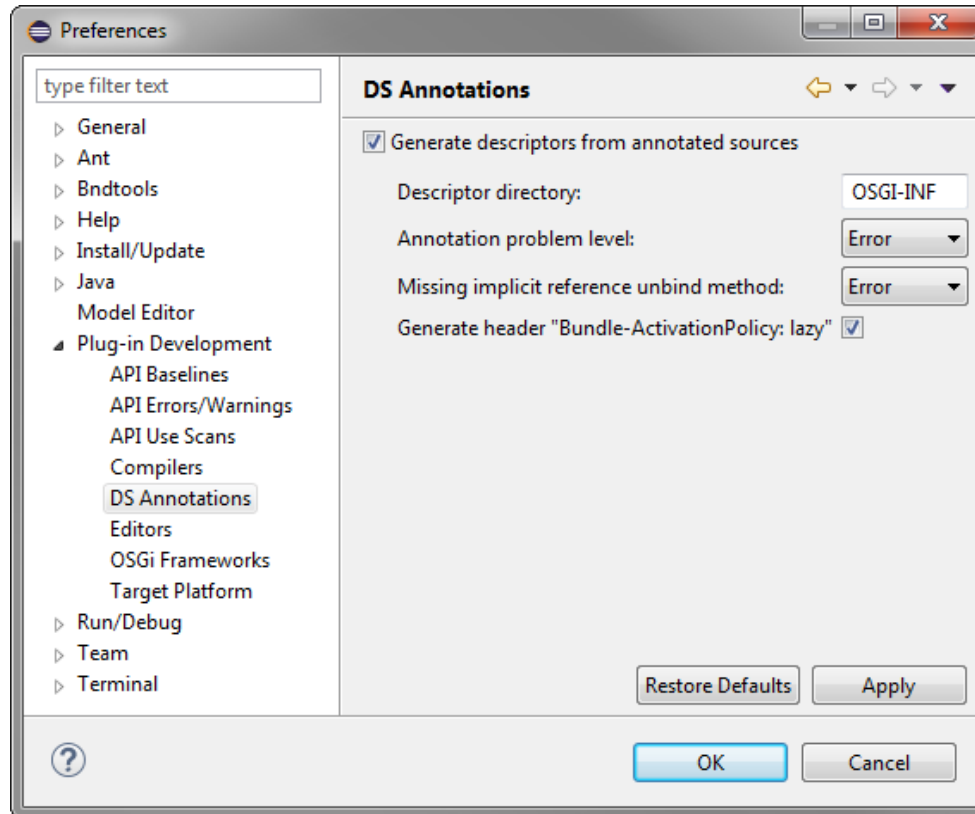 Preferences
type filter text
General
Ant
Bndtools
Help
Install/Update
Java
Model Editor
Plug-in Development
API Baselines
API Errors/Warnings
API Use Scans
Compilers
DS Annotations
Editors
OSGi Frameworks
Target Platform
Run/Debug
Team
Terminal
DS Annotations
Generate descriptors from annotated sources
Descriptor directory: OSGI-INF
Annotation problem level: Error
Missing implicit reference unbind method: Error
Generate header "Bundle-ActivationPolicy: lazy"
Restore Defaults Apply
OK Cancel